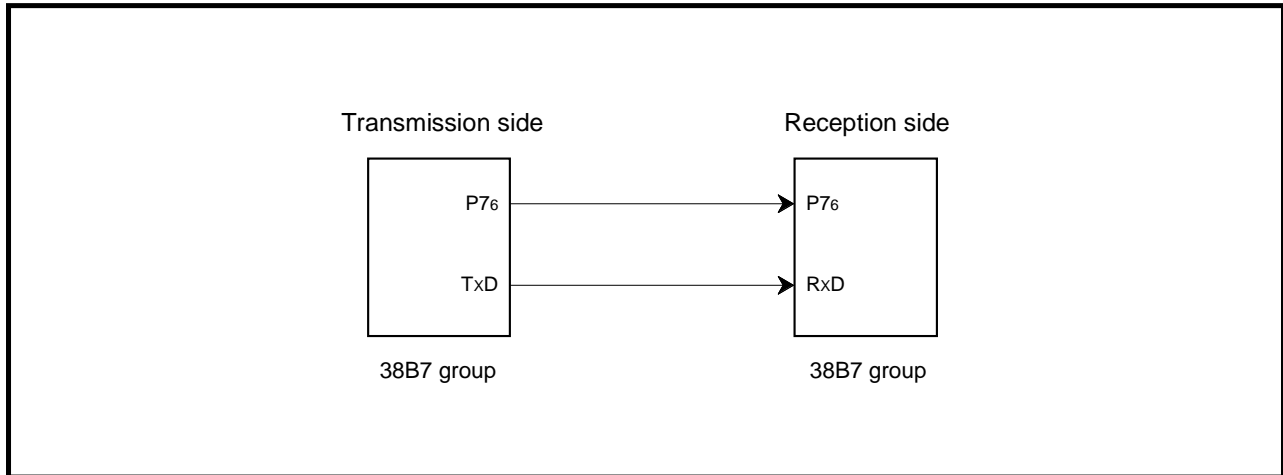 Transmission side
Reception side
P76
P76
TxD
RxD
38B7 group
38B7 group